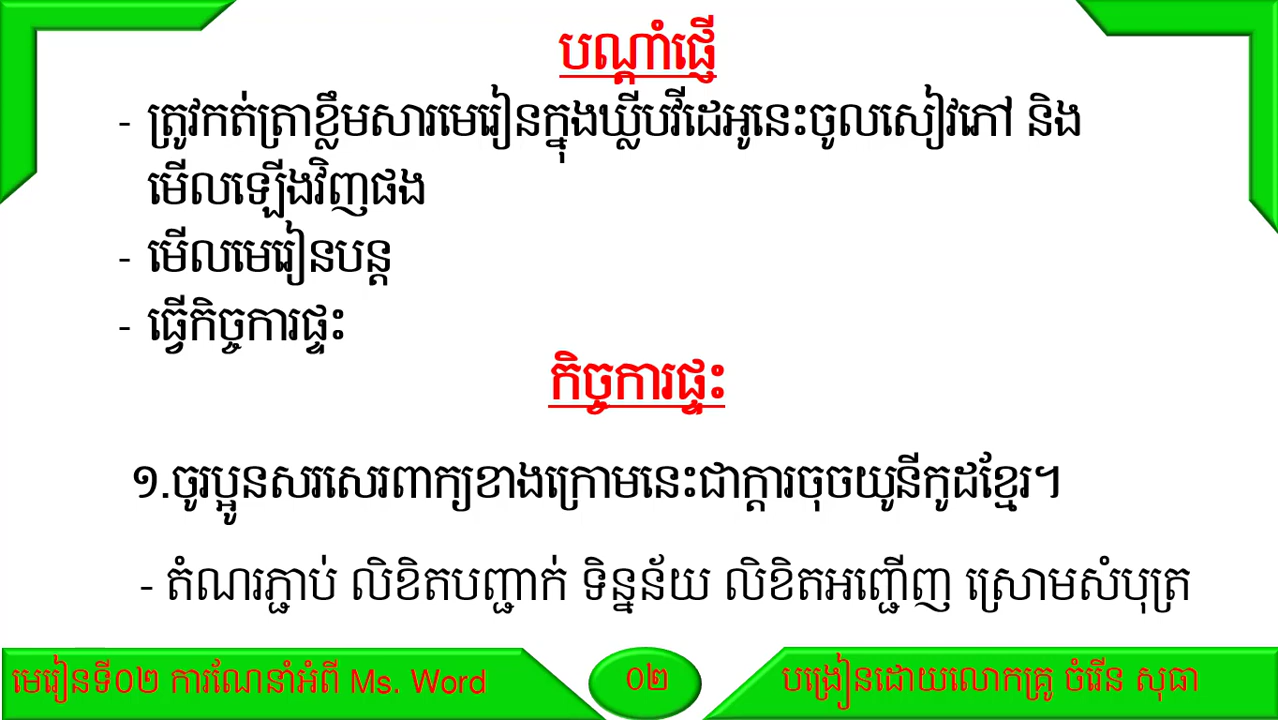 បណ្ដាំផ្ញើ
- ត្រូវកត់ត្រាខ្លឹមសារមេរៀនក្នុងឃ្លីបវីដេអូនេះចូលសៀវភៅ និង
មើលឡើងវិញផង
- មើលមេរៀនបន្ត
- ធ្វើកិច្ចការផ្ទះ
កិច្ចការផ្ទះ
១.ចូរប្អូនសរសេរពាក្យខាងក្រោមនេះជាក្ដារចុចយូនីកូដខ្មែរ។
- តំណរភ្ជាប់ លិខិតបញ្ជាក់ ទិន្នន័យ លិខិតអញ្ជើញ ស្រោមសំបុត្រ
មេរៀនទី០២ ការណែនាំអំពី Ms. Word
០២
បង្រៀនដោយលោកគ្រូ ចំរើន សុធា